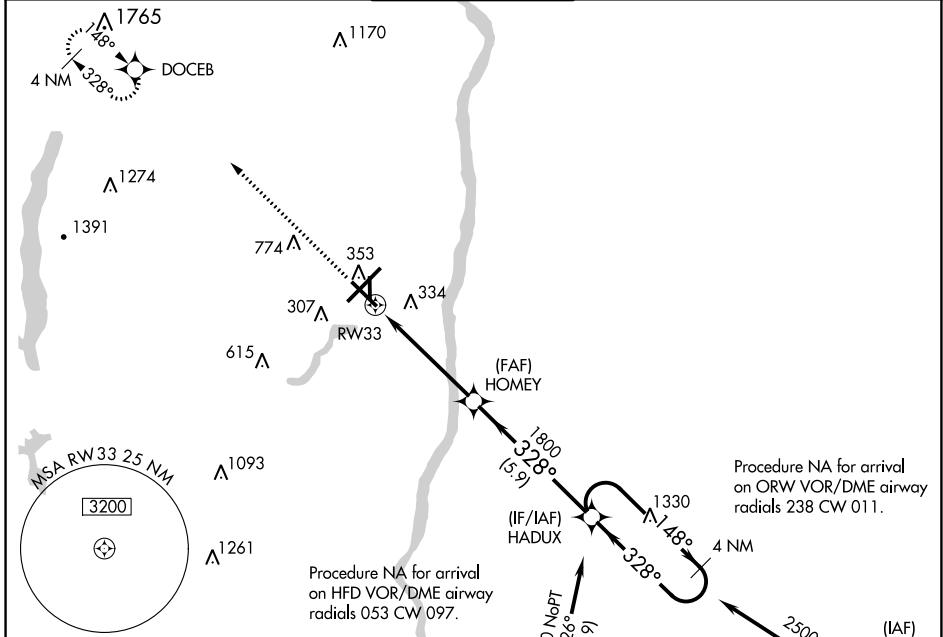 1765
1170
148°
DOCEB
4 NM
328°
1274
1391
774
353
334
307
RW33
615
(FAF)
HOMEY
1800
328°
(5.9)
MSA RW33 25 NM
1093
3200
Procedure NA for arrival
on ORW VOR/DME airway
radials 238 CW 011.
1330
(IF/IAF)
HADUX
148°
4 NM
328°
1261
Procedure NA for arrival
on HFD VOR/DME airway
radials 053 CW 097.
NoPT
2500
(IAF)